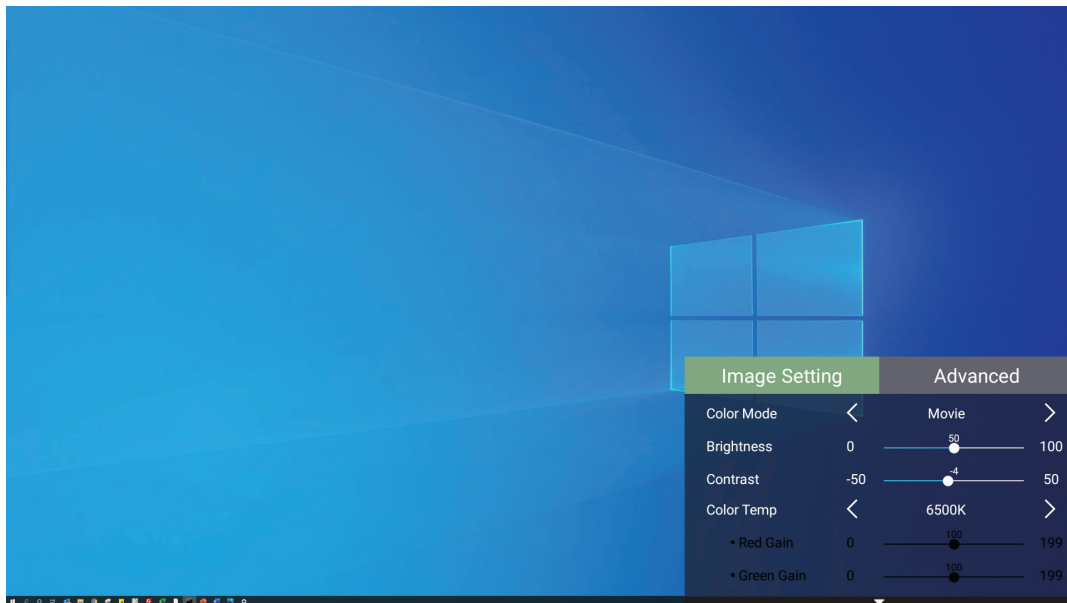 Image Setting Advanced
Color Mode Movie
Brightness 0 50 100
Contrast -50 -4 50
Color Temp 6500K
• Red Gain 0 100 199
• Green Gain 0 100 199